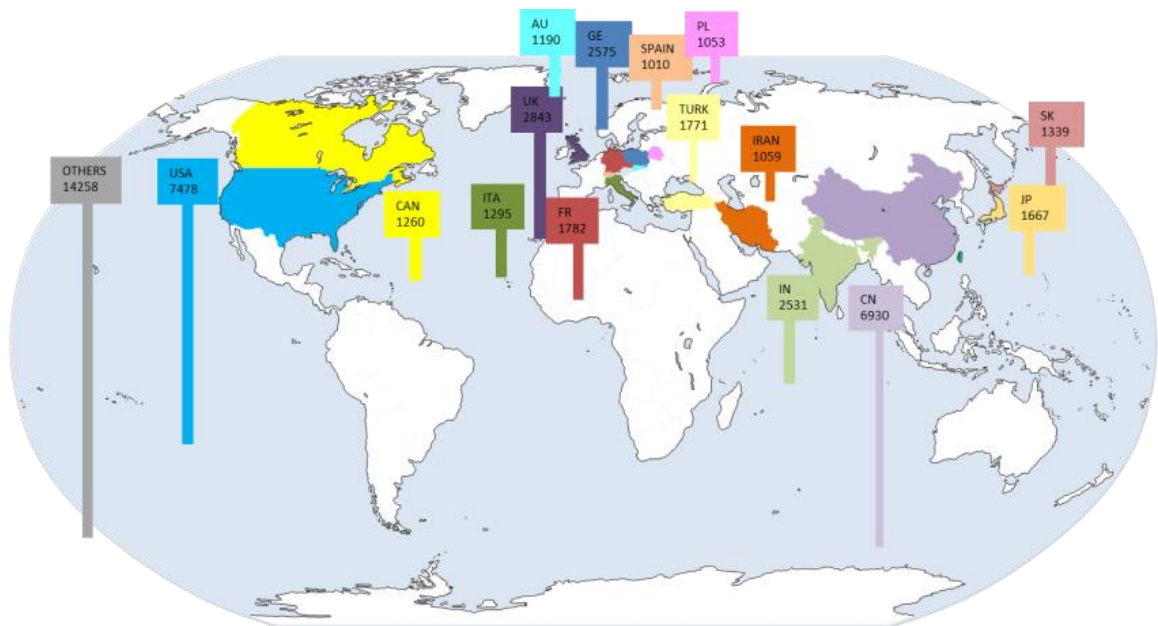 AU
1190
GE
2575
SPAIN
1010
PL
1053
UK
2843
TURK
1771
SK
1339
IRAN
1059
OTHERS
14258
USA
7478
CAN
1260
ITA
1295
FR
1782
JP
1667
IN
2531
CN
6930